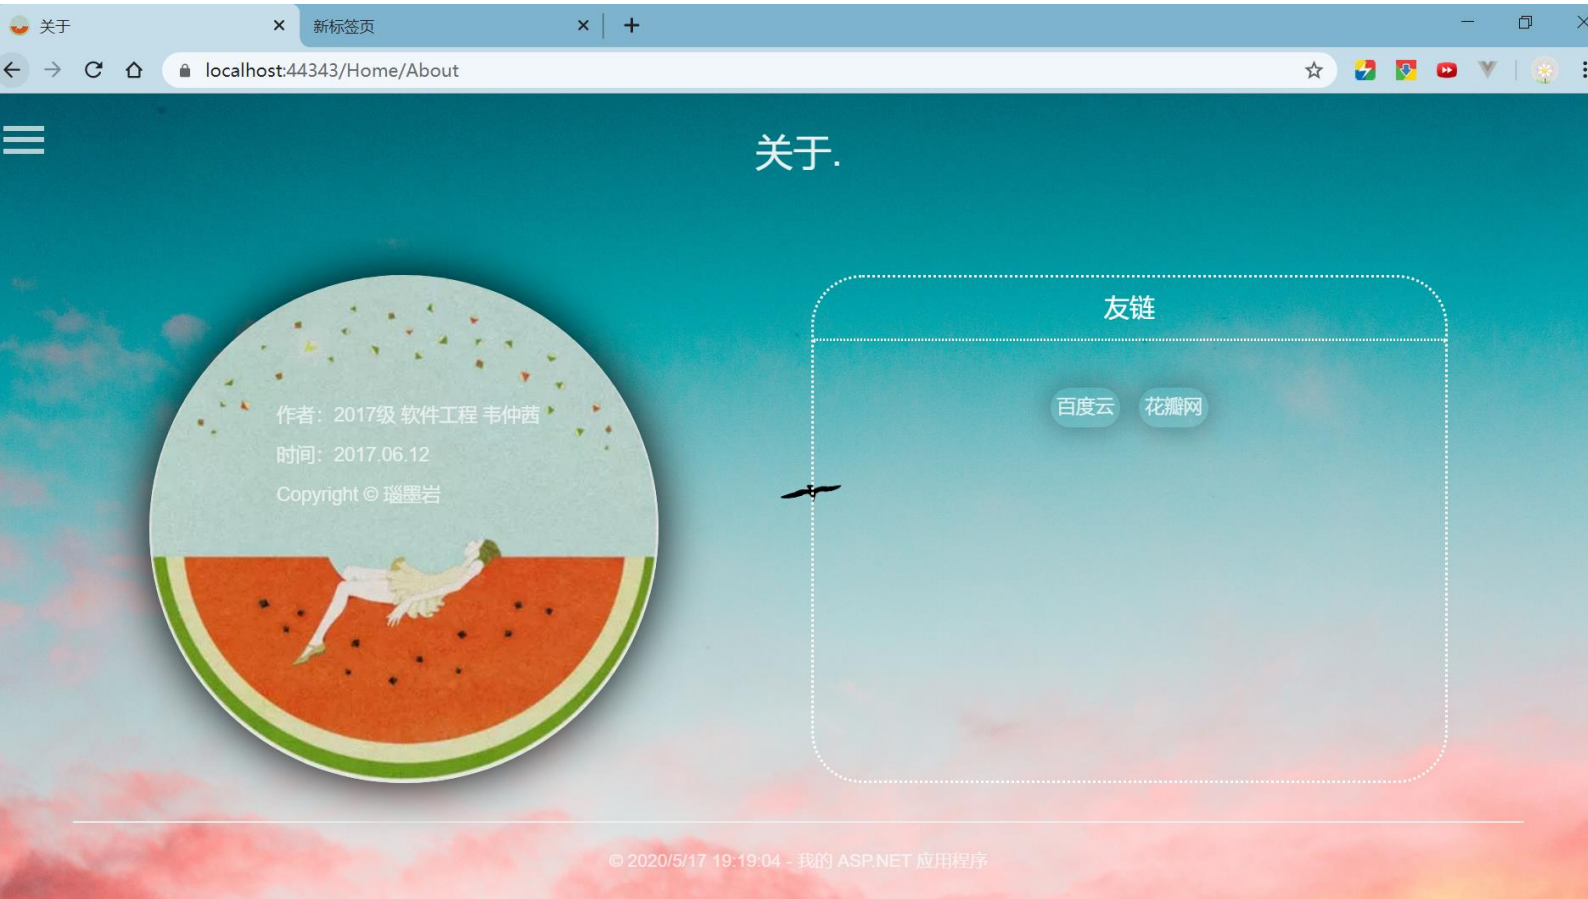 关于
新标签页
localhost:44343/Home/About
关于.
作者：2017级 软件工程 韦仲茜
时间：2017.06.12
Copyright © 瑙墨岩
友链
百度云 花瓣网
© 2020/5/17 19:19:04 - 我的 ASP.NET 应用程序